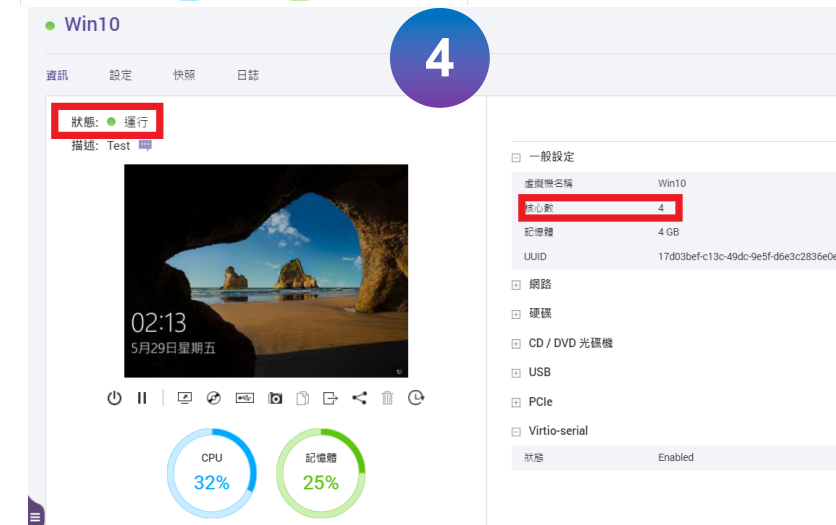 Win10
4
資訊 設定 快照 日誌
狀態: 運行
描述: Test
02:13
5月29日星期五
CPU
32%
記憶體
25%
一般設定
虛擬機名稱 Win10
核心數 4
記憶體 4 GB
UUID 17d03bef-c13c-49dc-9e5f-d6e3c2836e0e
網路
硬碟
CD / DVD 光碟機
USB
PCIe
Virtio-serial
狀態 Enabled